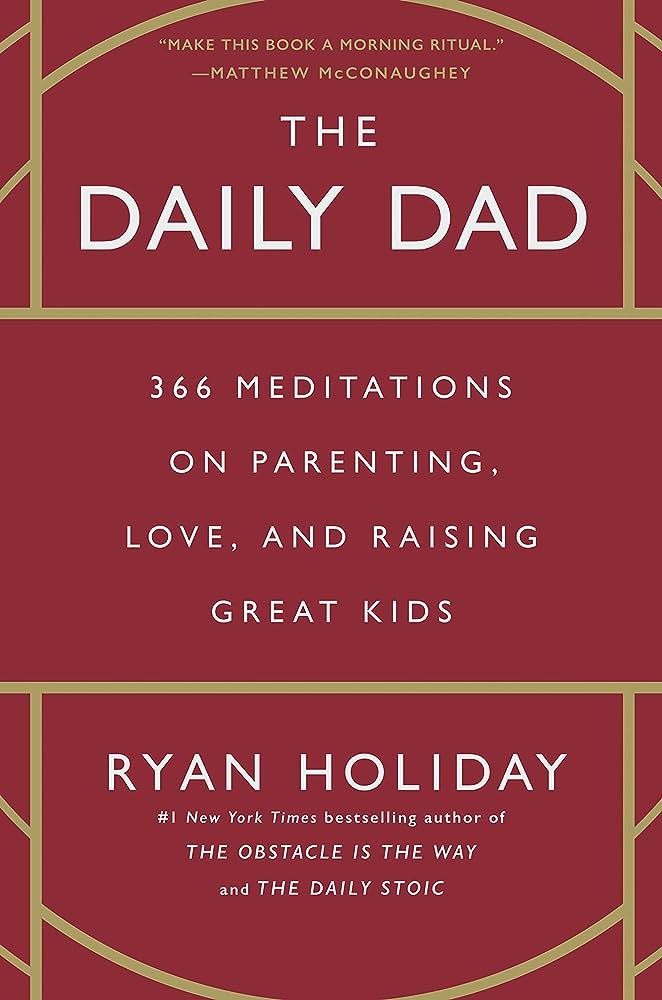 “MAKE THIS BOOK A MORNING RITUAL.”
—MATTHEW McCONAUGHEY
THE
DAILY DAD
366 MEDITATIONS
ON PARENTING,
LOVE, AND RAISING
GREAT KIDS
RYAN HOLIDAY
#1 New York Times bestselling author of
THE OBSTACLE IS THE WAY
and THE DAILY STOIC